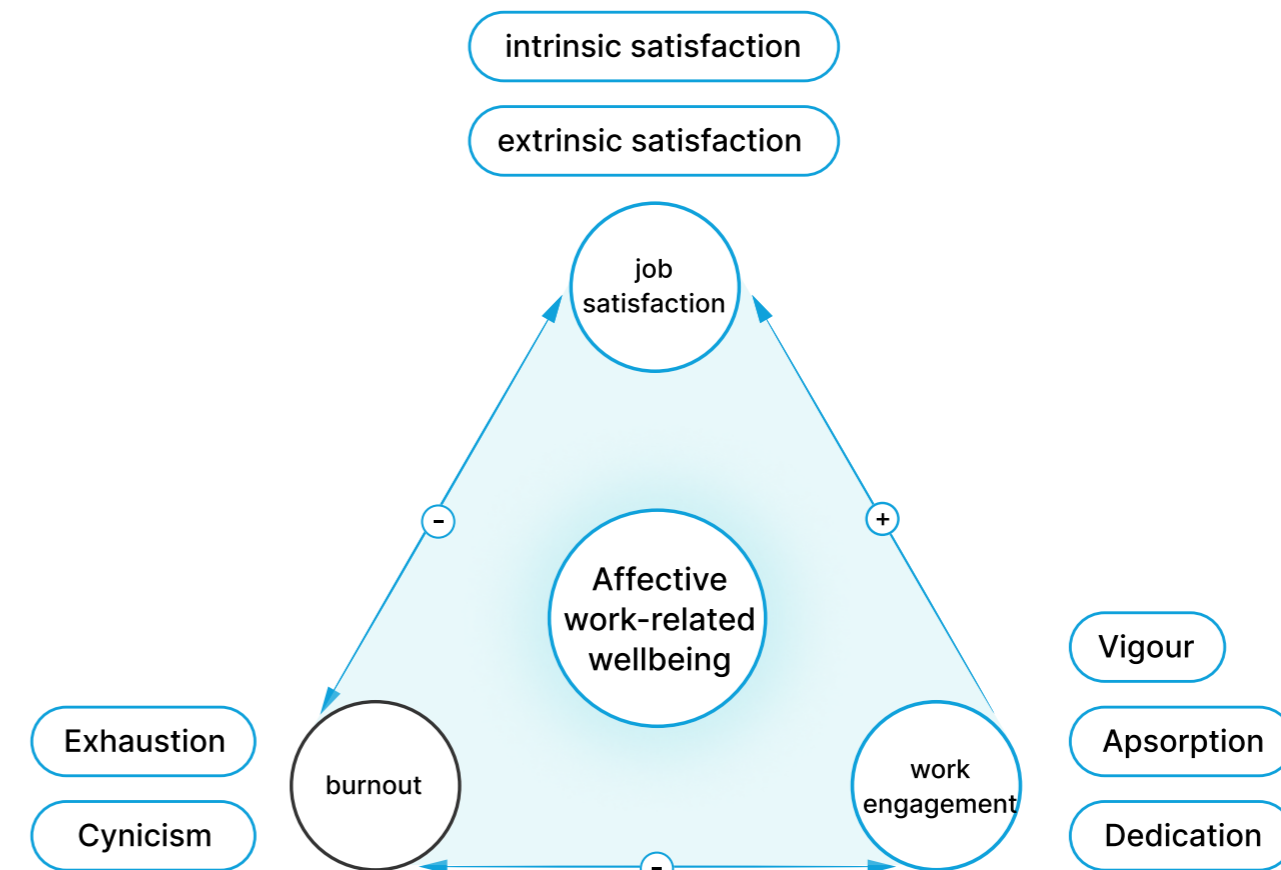 intrinsic satisfaction
extrinsic satisfaction
job
satisfaction
-
+
Affective
work-related
wellbeing
Vigour
Exhaustion
Apsorption
burnout
work
engagement
Cynicism
Dedication
-